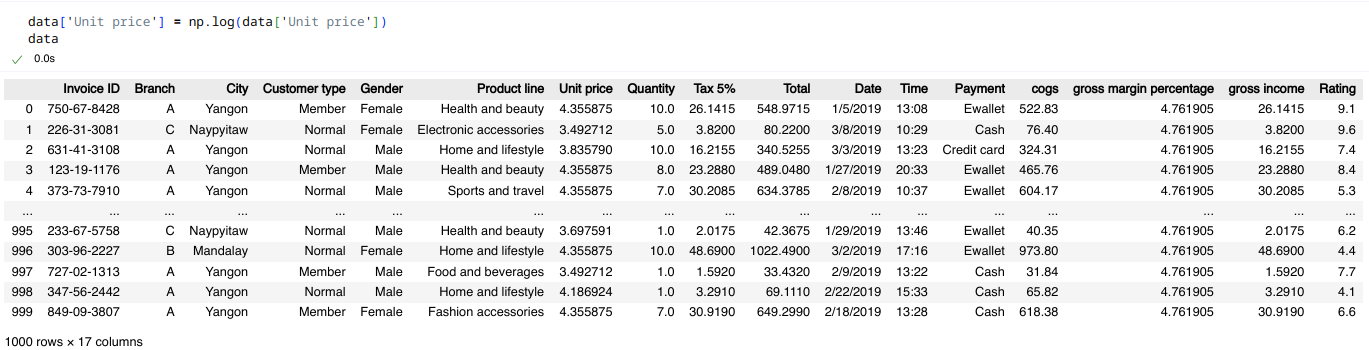 data['Unit price'] = np.log(data['Unit price'])
data
0.0s
Invoice ID Branch City Customer type Gender Product line Unit price Quantity Tax 5% Total Date Time Payment cogs gross margin percentage gross income Rating
0 750-67-8428 A Yangon Member Female Health and beauty 4.355875 10.0 26.1415 548.9715 1/5/2019 13:08 Ewallet 522.83 4.761905 26.1415 9.1
1 226-31-3081 C Naypyitaw Normal Female Electronic accessories 3.492712 5.0 3.8200 80.2200 3/8/2019 10:29 Cash 76.40 4.761905 3.8200 9.6
2 631-41-3108 A Yangon Normal Male Home and lifestyle 3.835790 10.0 16.2155 340.5255 3/3/2019 13:23 Credit card 324.31 4.761905 16.2155 7.4
3 123-19-1176 A Yangon Member Male Health and beauty 4.355875 8.0 23.2880 489.0480 1/27/2019 20:33 Ewallet 465.76 4.761905 23.2880 8.4
4 373-73-7910 A Yangon Normal Male Sports and travel 4.355875 7.0 30.2085 634.3785 2/8/2019 10:37 Ewallet 604.17 4.761905 30.2085 5.3
... ... ... ... ... ... ... ... ... ... ... ... ... ... ... ... ... ...
995 233-67-5758 C Naypyitaw Normal Male Health and beauty 3.697591 1.0 2.0175 42.3675 1/29/2019 13:46 Ewallet 40.35 4.761905 2.0175 6.2
996 303-96-2227 B Mandalay Normal Female Home and lifestyle 4.355875 10.0 48.6900 1022.4900 3/2/2019 17:16 Ewallet 973.80 4.761905 48.6900 4.4
997 727-02-1313 A Yangon Member Male Food and beverages 3.492712 1.0 1.5920 33.4320 2/9/2019 13:22 Cash 31.84 4.761905 1.5920 7.7
998 347-56-2442 A Yangon Normal Male Home and lifestyle 4.186924 1.0 3.2910 69.1110 2/22/2019 15:33 Cash 65.82 4.761905 3.2910 4.1
999 849-09-3807 A Yangon Member Female Fashion accessories 4.355875 7.0 30.9190 649.2990 2/18/2019 13:28 Cash 618.38 4.761905 30.9190 6.6
1000 rows × 17 columns